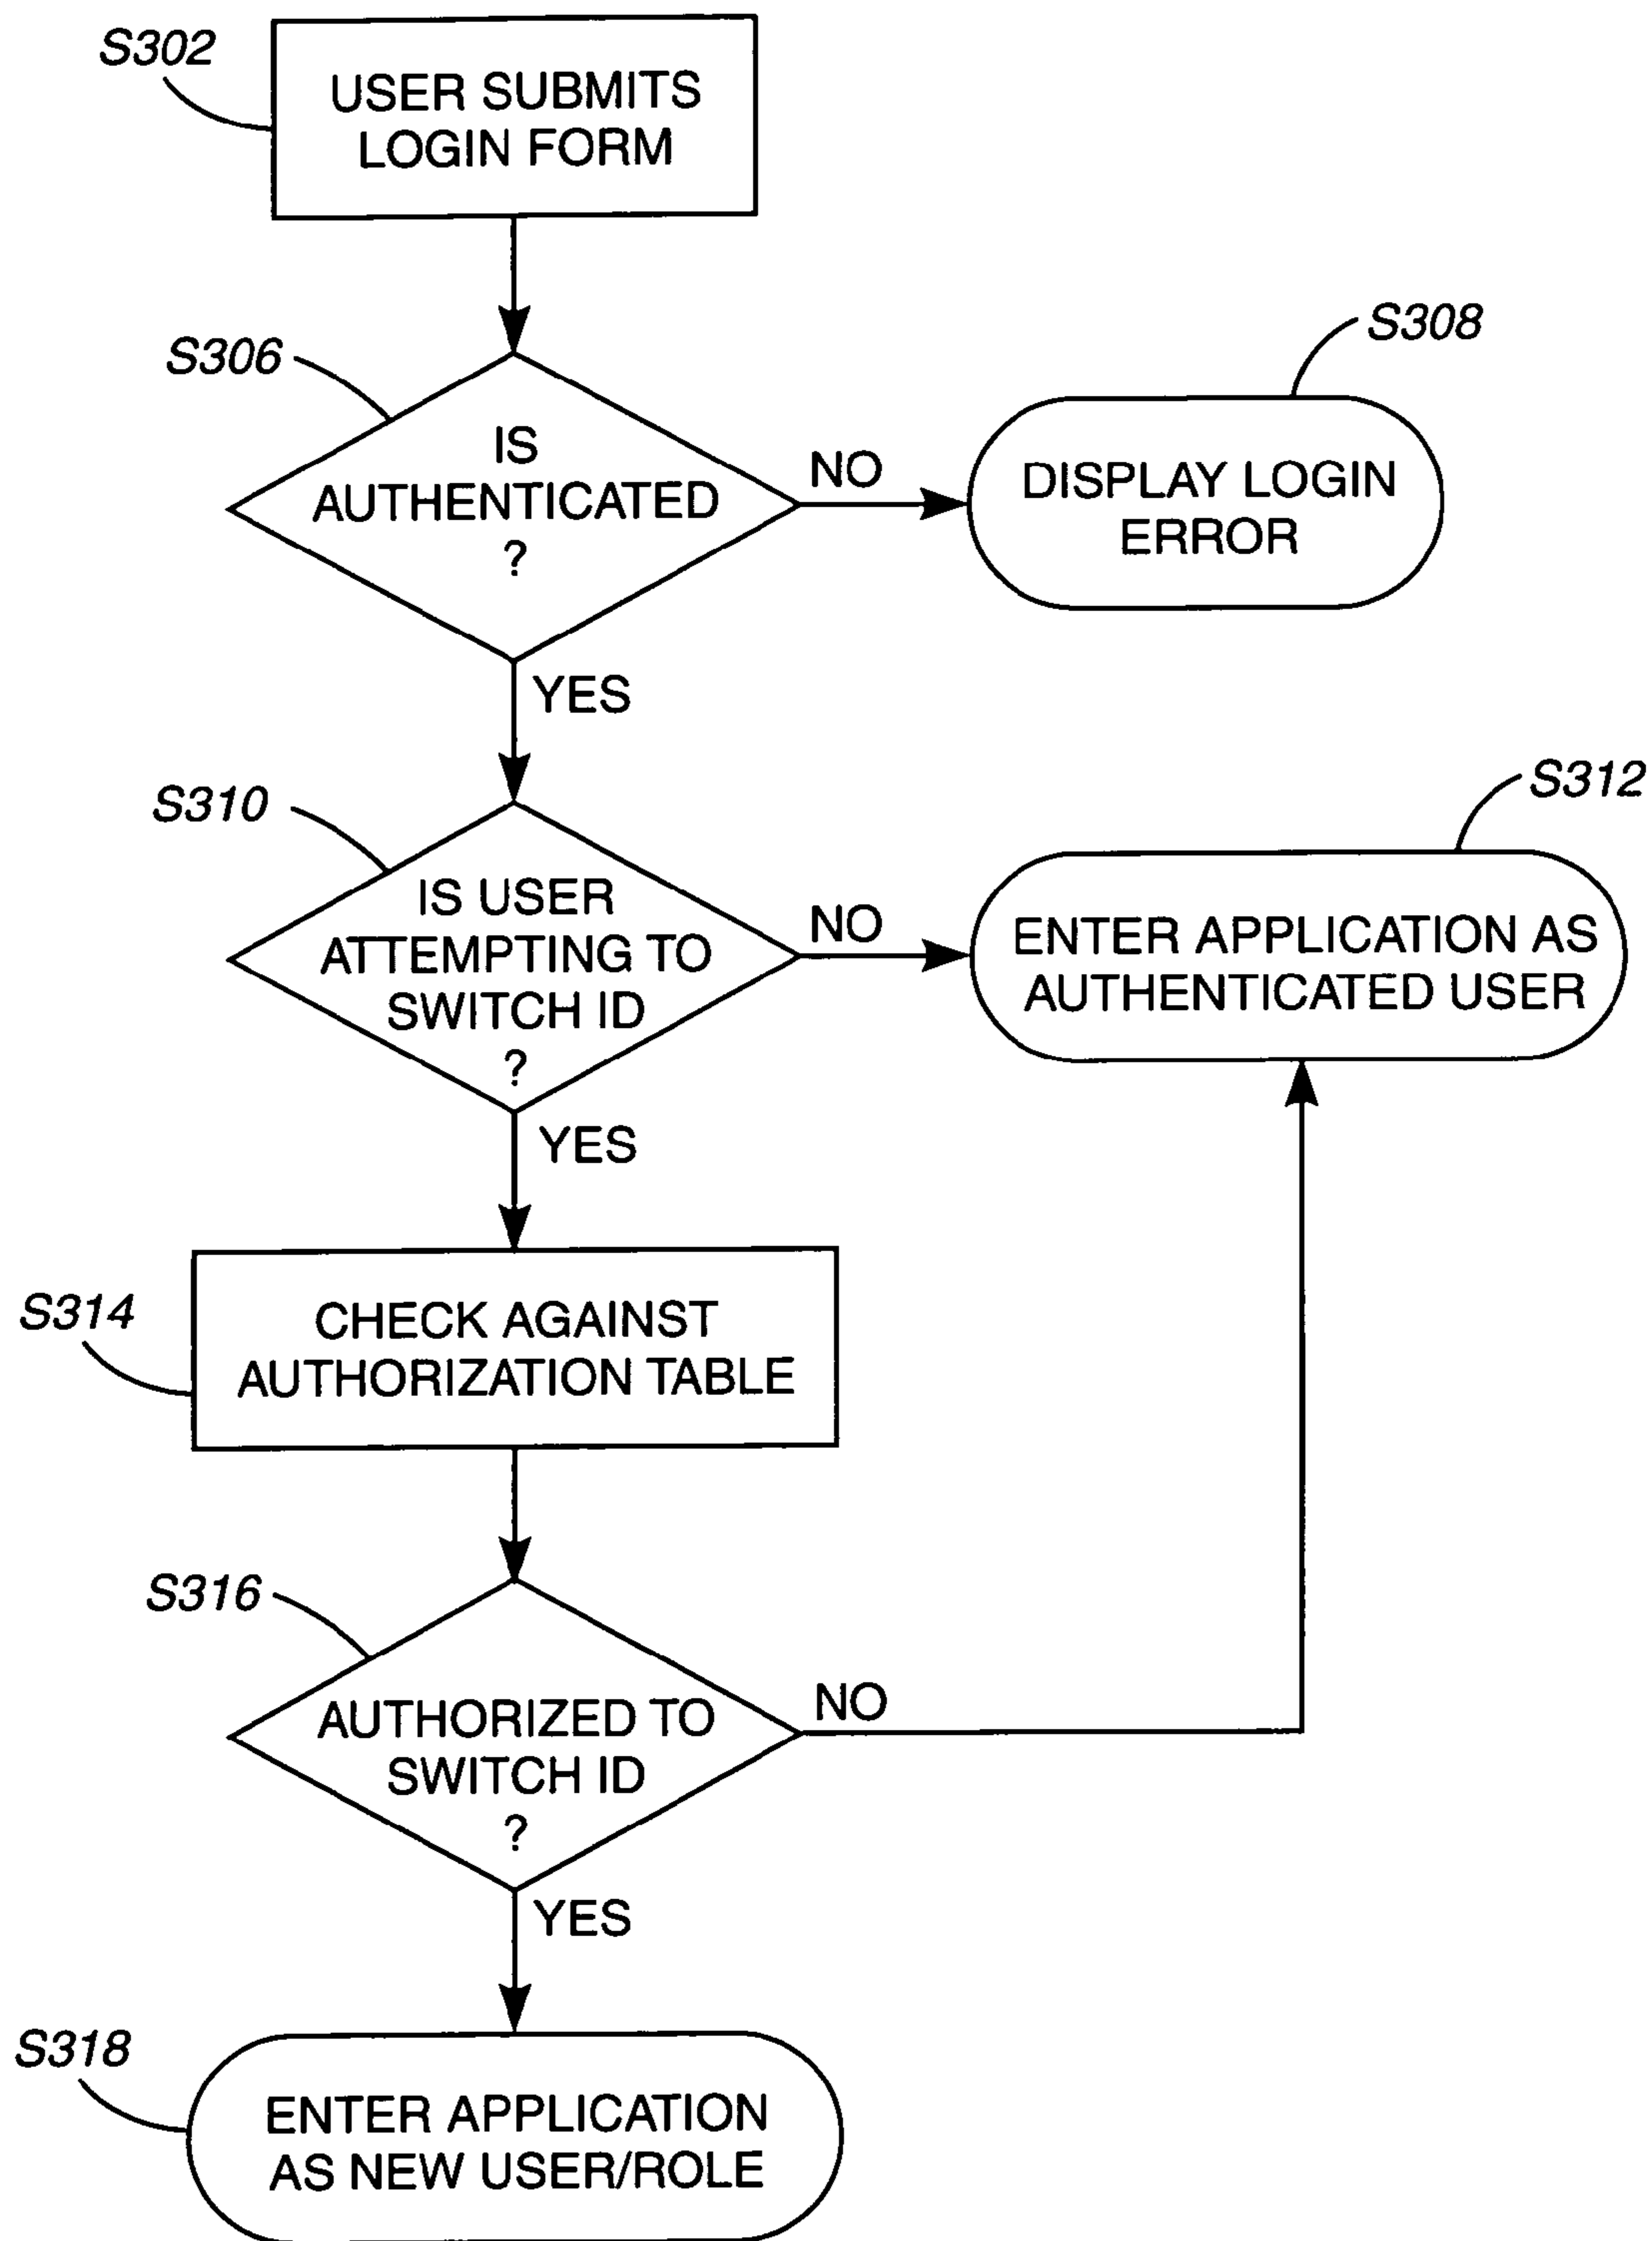 S302
USER SUBMITS
LOGIN FORM
S306
IS
AUTHENTICATED
?
NO
S308
DISPLAY LOGIN
ERROR
YES
S310
IS USER
ATTEMPTING TO
SWITCH ID
?
NO
S312
ENTER APPLICATION AS
AUTHENTICATED USER
YES
S314
CHECK AGAINST
AUTHORIZATION TABLE
S316
AUTHORIZED TO
SWITCH ID
?
NO
YES
S318
ENTER APPLICATION
AS NEW USER/ROLE